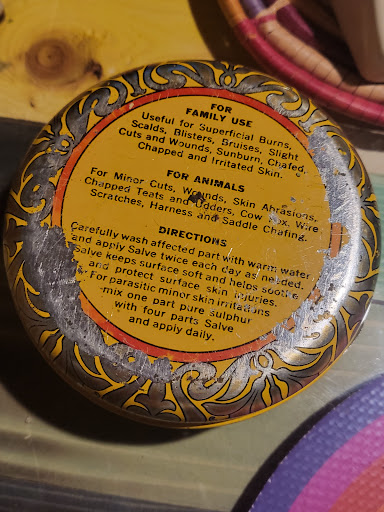 FOR
FAMILY USE
Useful for Superficial Burns,
Scalds, Blisters, Bruises, Slight
Cuts and Wounds, Sunburn, Chafed,
Chapped and Irritated Skin.
FOR ANIMALS
For Minor Cuts, Wounds, Skin Abrasions,
Chapped Teats and Udders, Cow Pox, Wire
Scratches, Harness and Saddle Chafing.
DIRECTIONS
Carefully wash affected part with warm water
and apply Salve twice each day as needed.
Salve keeps surface soft and helps soothe
and protect surface skin injuries.
For parasitic minor skin irritations
-mix one part pure sulphur
with four parts Salve
and apply daily.